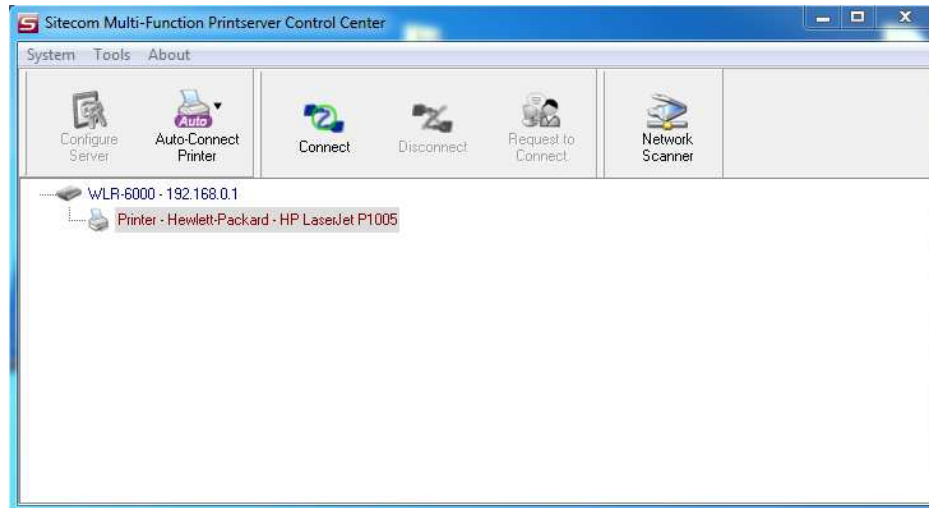 Sitecom Multi-Function Printserver Control Center
System Tools About
Configure Server
Auto
Auto-Connect Printer
Connect
Disconnect
Request to Connect
Network Scanner
WLR-6000 - 192.168.0.1
Printer - Hewlett-Packard - HP LaserJet P1005